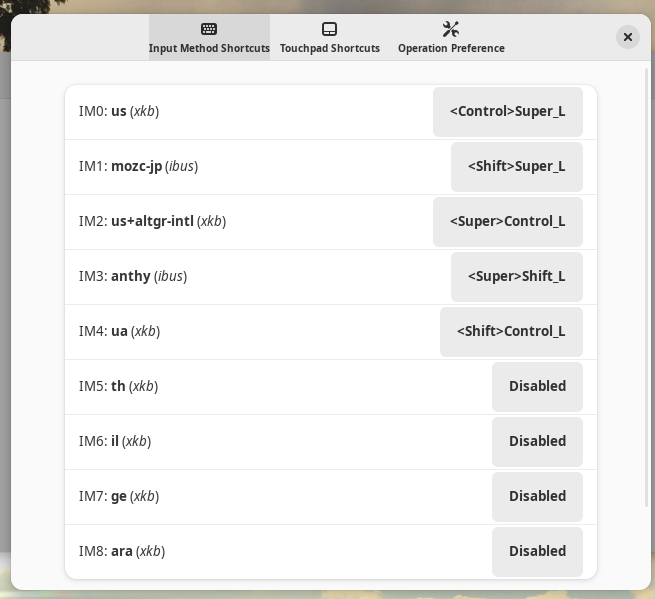 Input Method Shortcuts
Touchpad Shortcuts
Operation Preference
IM0: us (xkb)
<Control>Super_L
IM1: mozc-jp (ibus)
<Shift>Super_L
IM2: us+altgr-intl (xkb)
<Super>Control_L
IM3: anthy (ibus)
<Super>Shift_L
IM4: ua (xkb)
<Shift>Control_L
IM5: th (xkb)
Disabled
IM6: il (xkb)
Disabled
IM7: ge (xkb)
Disabled
IM8: ara (xkb)
Disabled